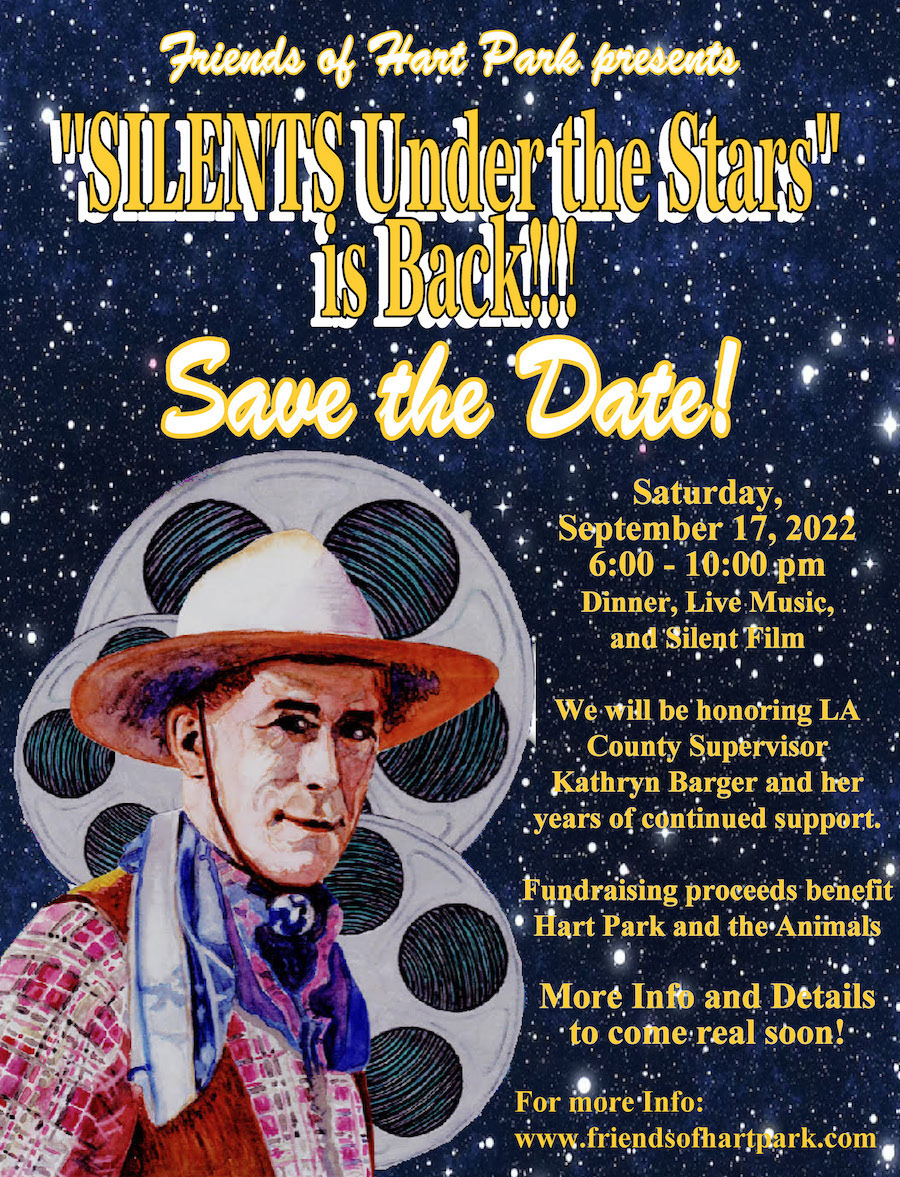 Friends of Hart Park presents
"SILENTS Under the Stars"
is Back!!!
Save the Date!
Saturday,
September 17, 2022
6:00 - 10:00 pm
Dinner, Live Music,
and Silent Film
We will be honoring LA
County Supervisor
Kathryn Barger and her
years of continued support.
Fundraising proceeds benefit
Hart Park and the Animals
More Info and Details
to come real soon!
For more Info:
www.friendsofhartpark.com